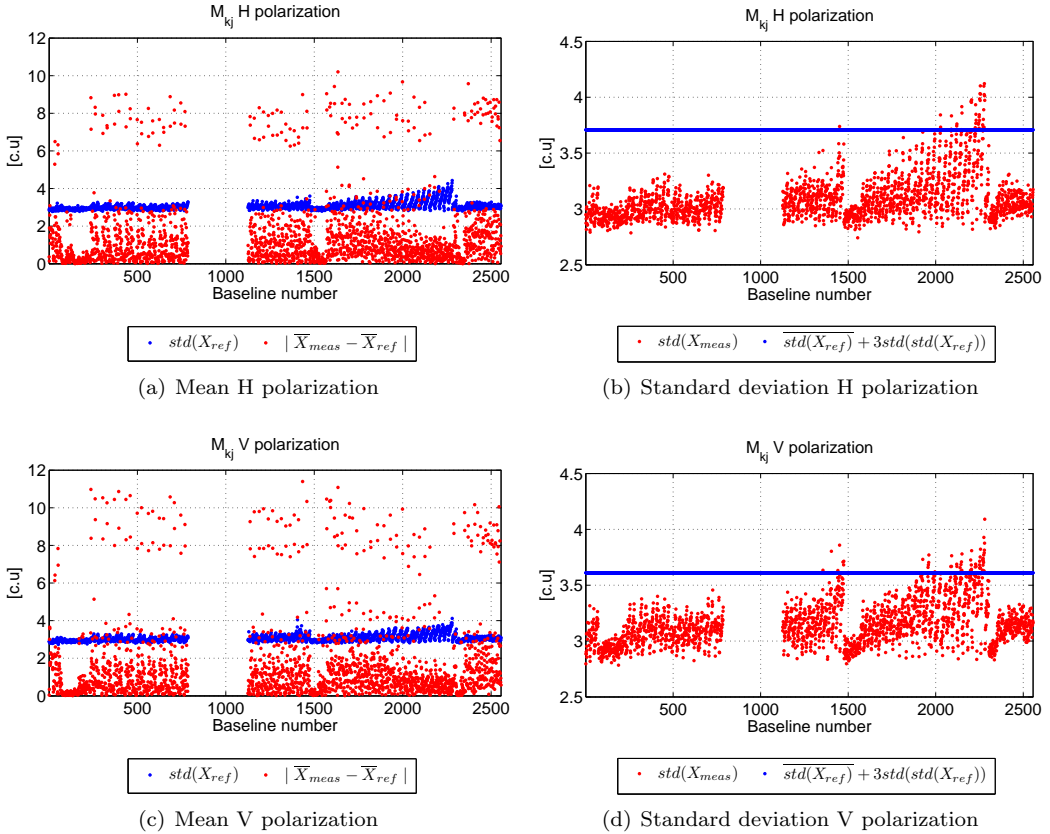 M_kj H polarization
12
10
8
6
4
2
0
[c.u]
500 1000 1500 2000 2500
Baseline number
std(X_ref) | X̅_meas − X̅_ref |
(a) Mean H polarization
M_kj H polarization
4.5
4
3.5
3
2.5
500 1000 1500 2000 2500
Baseline number
std(X_meas) \overline{std(X_ref)} + 3std(std(X_ref))
(b) Standard deviation H polarization
M_kj V polarization
12
10
8
6
4
2
0
[c.u]
500 1000 1500 2000 2500
Baseline number
std(X_ref) | X̅_meas − X̅_ref |
(c) Mean V polarization
M_kj V polarization
4.5
4
3.5
3
2.5
500 1000 1500 2000 2500
Baseline number
std(X_meas) \overline{std(X_ref)} + 3std(std(X_ref))
(d) Standard deviation V polarization